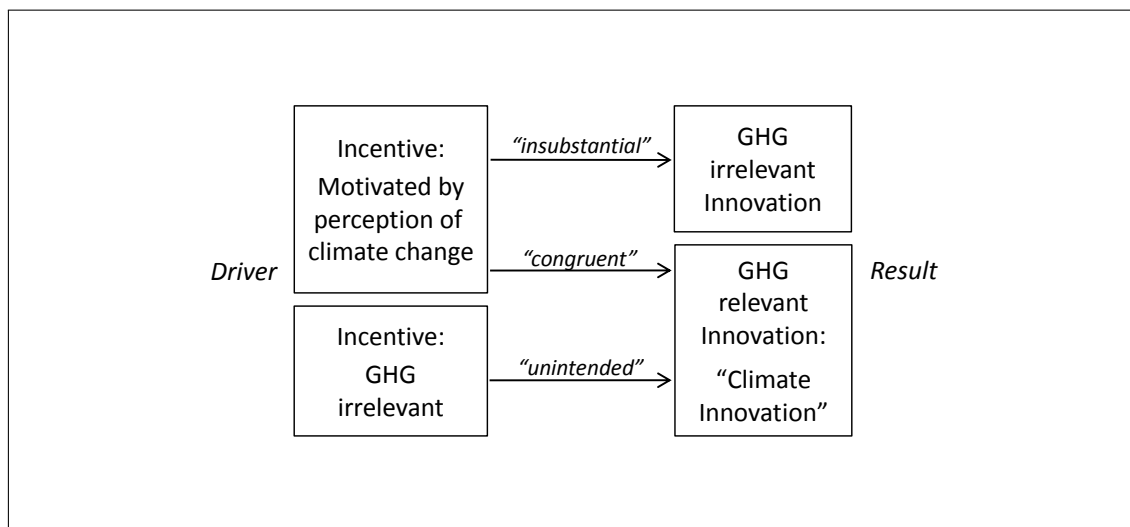 Driver
Incentive:
Motivated by
perception of
climate change
Incentive:
GHG
irrelevant
“insubstantial”
“congruent”
“unintended”
GHG
irrelevant
Innovation
GHG
relevant
Innovation:
“Climate
Innovation”
Result